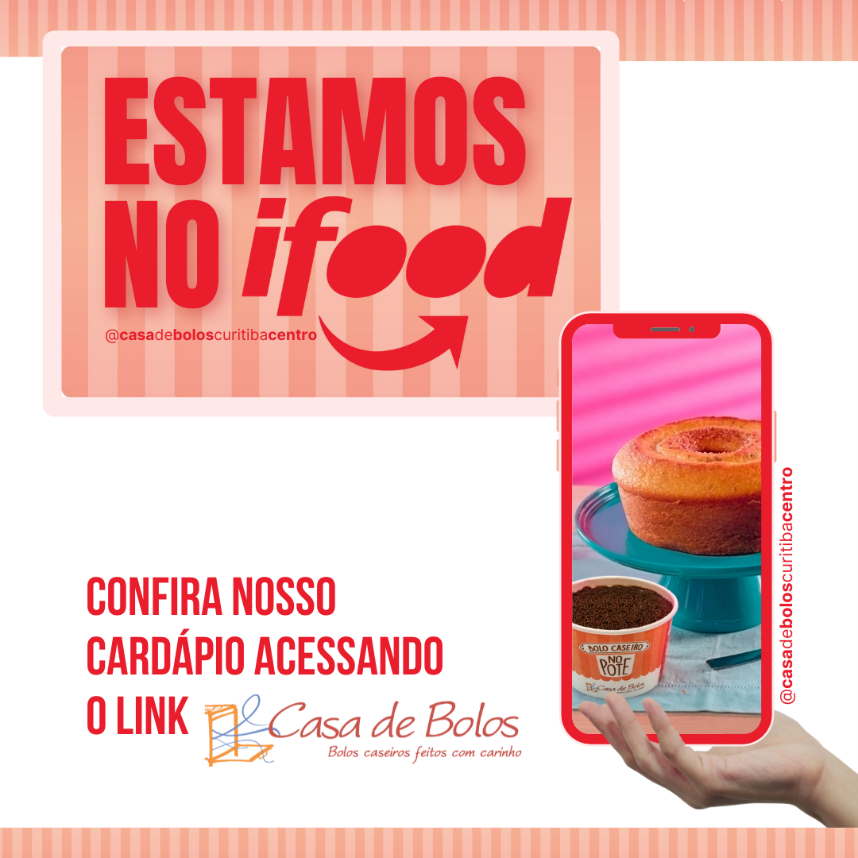 ESTAMOS
NO ifood
@casadeboloscuritibacentro
@casadeboloscuritibacentro
BOLO CASEIRO
NO
POTE
Casa de Bolos
CONFIRA NOSSO
CARDÁPIO ACESSANDO
O LINK
Casa de Bolos
Bolos caseiros feitos com carinho